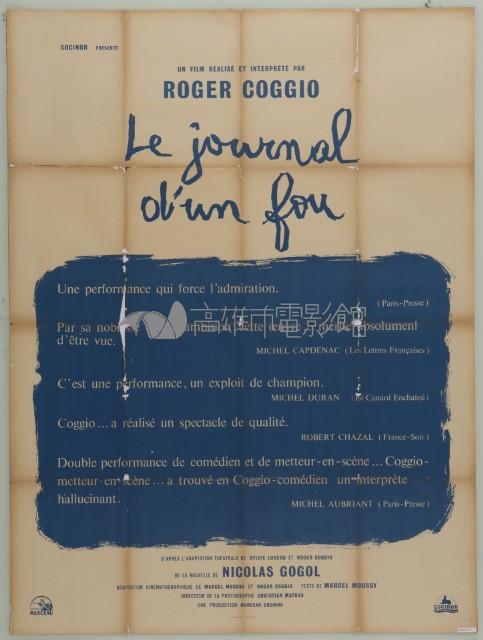 COCINOR PRÉSENTE
UN FILM RÉALISÉ ET INTERPRÉTÉ PAR
ROGER COGGIO
Le journal
d'un fou
Une performance qui force l'admiration.
(Paris-Presse)
Par sa ambition cette œuvre mérite absolument
d'être vue.
MICHEL CAPDENAC (Les Lettres Françaises)
C'est une performance, un exploit de champion.
MICHEL DURAN (Le Canard Enchaîné)
Coggio... a réalisé un spectacle de qualité.
ROBERT CHAZAL (France-Soir)
Double performance de comédien et de metteur-en-scène... Coggio-
metteur-en-scène... a trouvé en Coggio-comédien un interprète
hallucinant.
MICHEL AUBRIANT (Paris-Presse)
高雄市電影館
D'APRÈS L'ADAPTATION THÉÂTRALE DE SYLVIE LUNEAU ET ROGER COGGIO
DE LA NOUVELLE DE NICOLAS GOGOL
ADAPTATION CINÉMATOGRAPHIQUE DE MARCEL MOUSSY ET ROGER COGGIO TEXTE DE MARCEL MOUSSY
DIRECTEUR DE LA PHOTOGRAPHIE CHRISTIAN MATRAS
UNE PRODUCTION MARCEAU COCINOR
MARCEAU
COCINOR